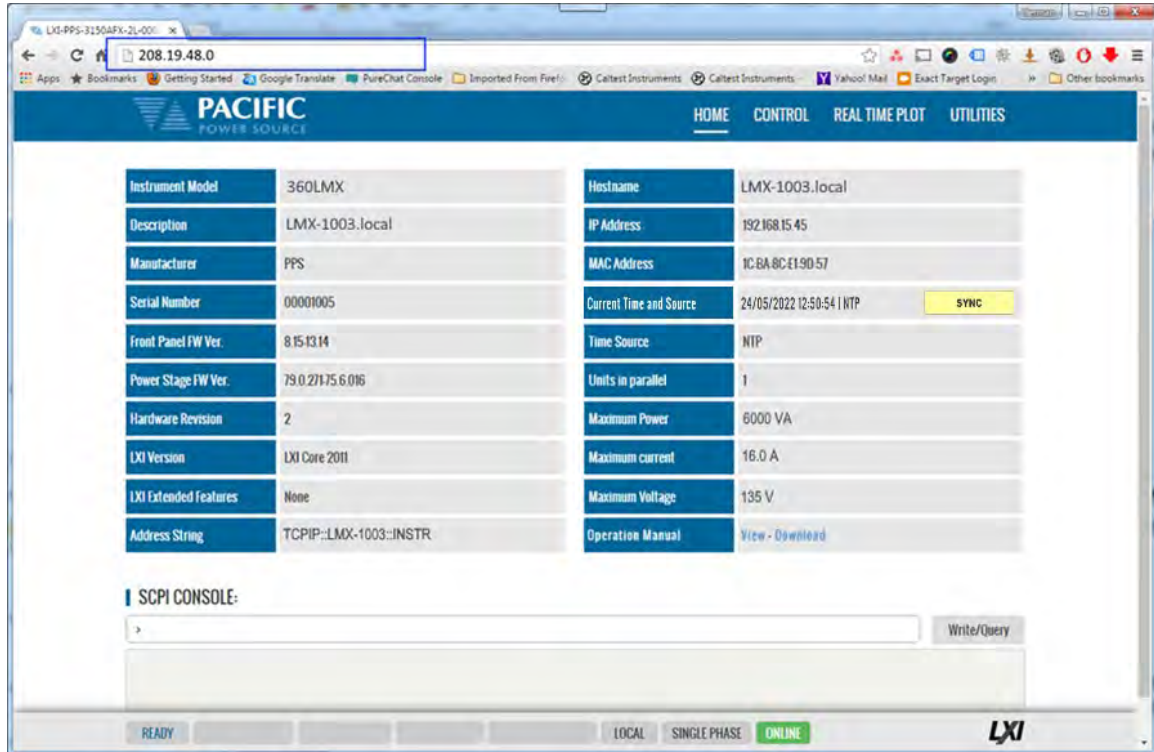 LXI-PPS-3150AFX-2L-000
208.19.48.0
Apps Bookmarks Getting Started Google Translate PureChat Console Imported From Firef Caltest Instruments Caltest Instruments - Yahoo! Mail Exact Target Login » Other bookmarks
PACIFIC
POWER SOURCE
HOME CONTROL REAL TIME PLOT UTILITIES
Instrument Model 360LMX Hostname LMX-1003.local
Description LMX-1003.local IP Address 192.168.15.45
Manufacturer PPS MAC Address 1C-BA-8C-E1-9D-57
Serial Number 00001005 Current Time and Source 24/05/2022 12:50:54 | NTP SYNC
Front Panel FW Ver. 8.15-13.14 Time Source NTP
Power Stage FW Ver. 79.0.271-75.6.016 Units in parallel 1
Hardware Revision 2 Maximum Power 6000 VA
LXI Version LXI Core 2011 Maximum current 16.0 A
LXI Extended Features None Maximum Voltage 135 V
Address String TCPIP::LMX-1003::INSTR Operation Manual View - Download
SCPI CONSOLE:
> Write/Query
READY LOCAL SINGLE PHASE ONLINE LXI